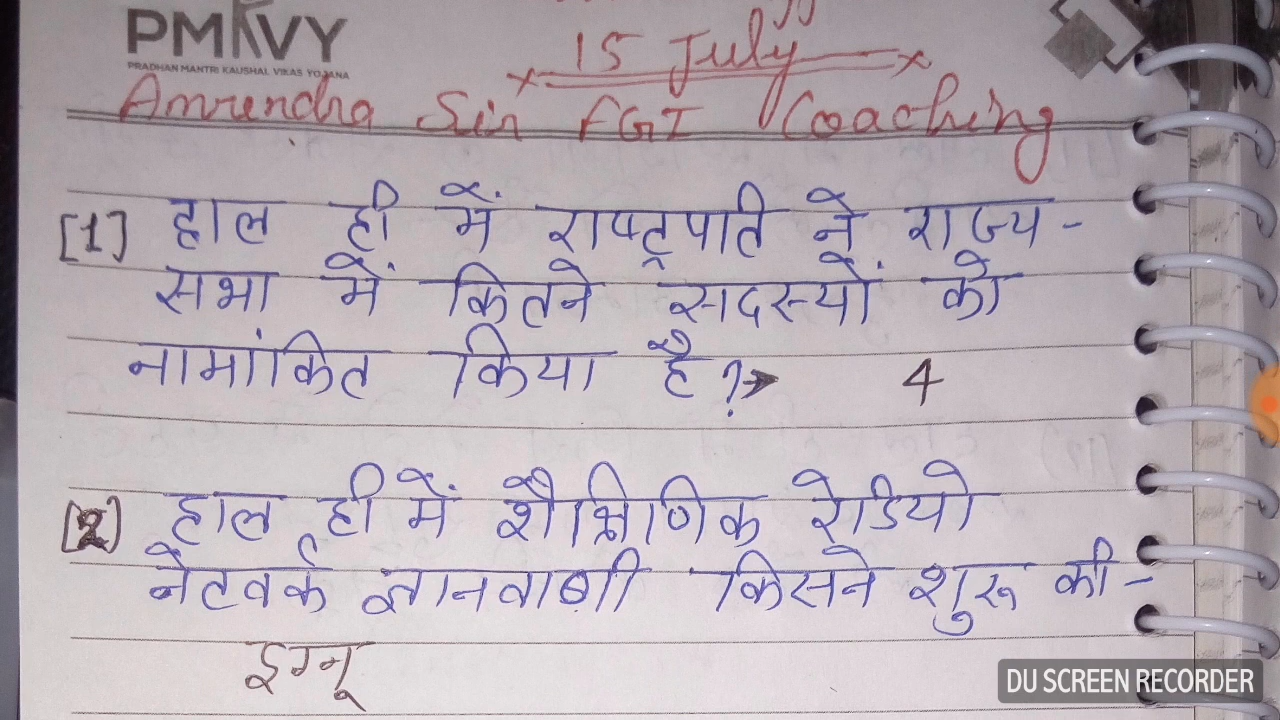 PMKVY
PRADHAN MANTRI KAUSHAL VIKAS YOJANA
15 July
Amrendra Sir FGI Coaching
[1] हाल ही में राष्ट्रपति ने राज्य-
सभा में कितने सदस्यों को
नामांकित किया है? → 4
[2] हाल ही में शैक्षिणिक रेडियो
नेटवर्क ज्ञानवाणी किसने शुरू की-
इग्नू
DU SCREEN RECORDER